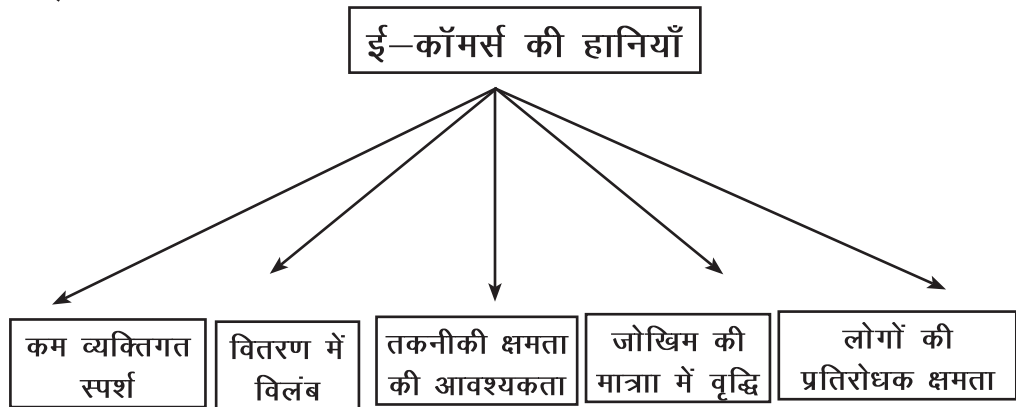 ई–कॉमर्स की हानियाँ
कम व्यक्तिगत
स्पर्श
वितरण में
विलंब
तकनीकी क्षमता
की आवश्यकता
जोखिम की
मात्राा में वृद्धि
लोगों की
प्रतिरोधक क्षमता